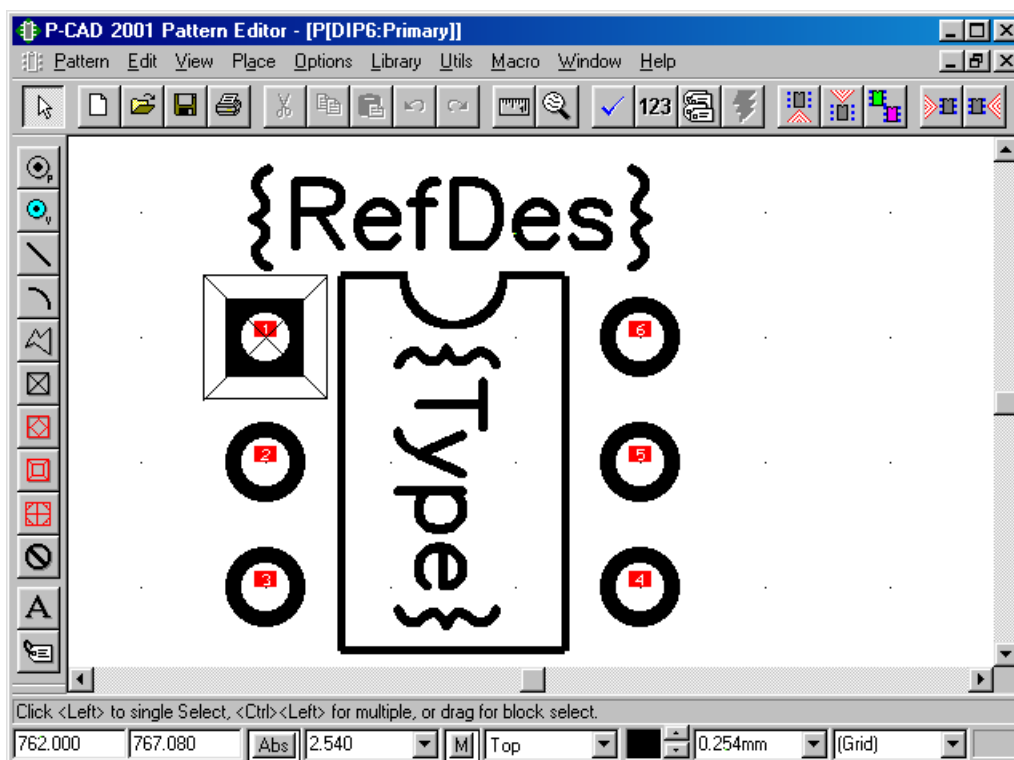 P-CAD 2001 Pattern Editor - [P[DIP6:Primary]]
Pattern Edit View Place Options Library Utils Macro Window Help
123
P
V
{RefDes}
1
6
{Type}
2
5
3
4
A
Click <Left> to single Select, <Ctrl><Left> for multiple, or drag for block select.
762.000 767.080 Abs 2.540 M Top 0.254mm (Grid)